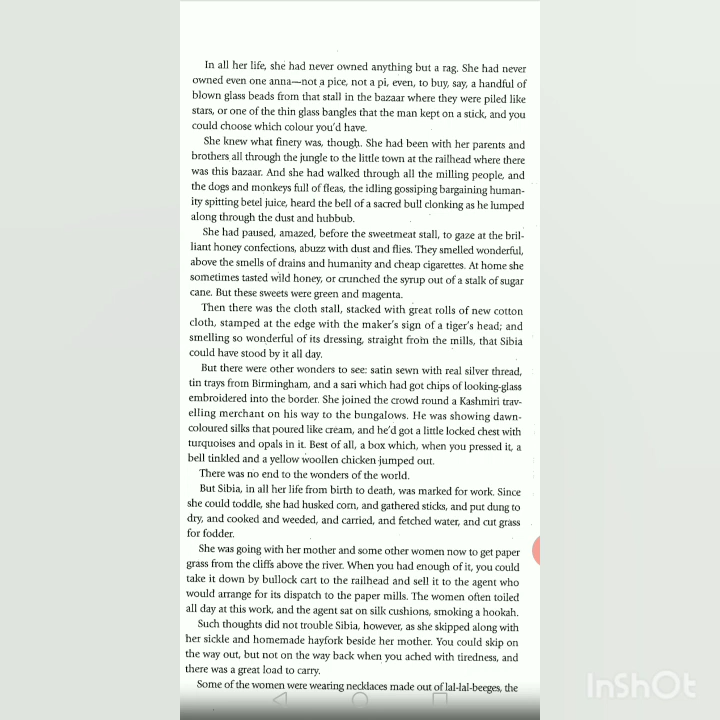 In all her life, she had never owned anything but a rag. She had never
owned even one anna—not a pice, not a pi, even, to buy, say, a handful of
blown glass beads from that stall in the bazaar where they were piled like
stars, or one of the thin glass bangles that the man kept on a stick, and you
could choose which colour you'd have.
She knew what finery was, though. She had been with her parents and
brothers all through the jungle to the little town at the railhead where there
was this bazaar. And she had walked through all the milling people, and
the dogs and monkeys full of fleas, the idling gossiping bargaining human-
ity spitting betel juice, heard the bell of a sacred bull clonking as he lumped
along through the dust and hubbub.
She had paused, amazed, before the sweetmeat stall, to gaze at the bril-
liant honey confections, abuzz with dust and flies. They smelled wonderful,
above the smells of drains and humanity and cheap cigarettes. At home she
sometimes tasted wild honey, or crunched the syrup out of a stalk of sugar
cane. But these sweets were green and magenta.
Then there was the cloth stall, stacked with great rolls of new cotton
cloth, stamped at the edge with the maker's sign of a tiger's head; and
smelling so wonderful of its dressing, straight from the mills, that Sibia
could have stood by it all day.
But there were other wonders to see: satin sewn with real silver thread,
tin trays from Birmingham, and a sari which had got chips of looking-glass
embroidered into the border. She joined the crowd round a Kashmiri trav-
elling merchant on his way to the bungalows. He was showing dawn-
coloured silks that poured like cream, and he'd got a little locked chest with
turquoises and opals in it. Best of all, a box which, when you pressed it, a
bell tinkled and a yellow woollen chicken jumped out.
There was no end to the wonders of the world.
But Sibia, in all her life from birth to death, was marked for work. Since
she could toddle, she had husked corn, and gathered sticks, and put dung to
dry, and cooked and weeded, and carried, and fetched water, and cut grass
for fodder.
She was going with her mother and some other women now to get paper
grass from the cliffs above the river. When you had enough of it, you could
take it down by bullock cart to the railhead and sell it to the agent who
would arrange for its dispatch to the paper mills. The women often toiled
all day at this work, and the agent sat on silk cushions, smoking a hookah.
Such thoughts did not trouble Sibia, however, as she skipped along with
her sickle and homemade hayfork beside her mother. You could skip on
the way out, but not on the way back when you ached with tiredness, and
there was a great load to carry.
Some of the women were wearing necklaces made out of lal-lal-beeges, the
InShOt